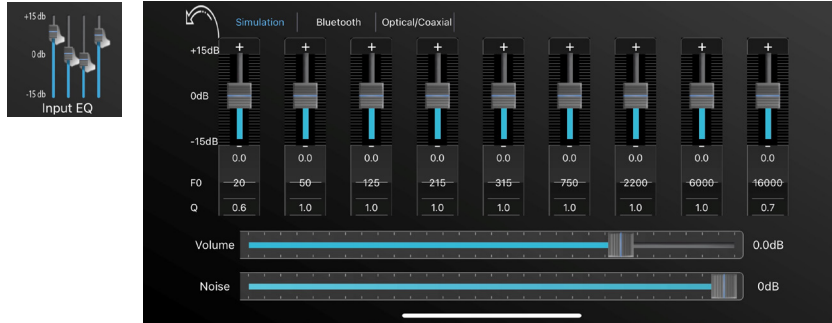 +15 db
0 db
-15 db
Input EQ
Simulation Bluetooth Optical/Coaxial
+ + + + + + + + +
+15dB
0dB
-15dB
0.0 0.0 0.0 0.0 0.0 0.0 0.0 0.0 0.0
F0 20 50 125 215 315 750 2200 6000 16000
Q 0.6 1.0 1.0 1.0 1.0 1.0 1.0 1.0 0.7
Volume 0.0dB
Noise 0dB